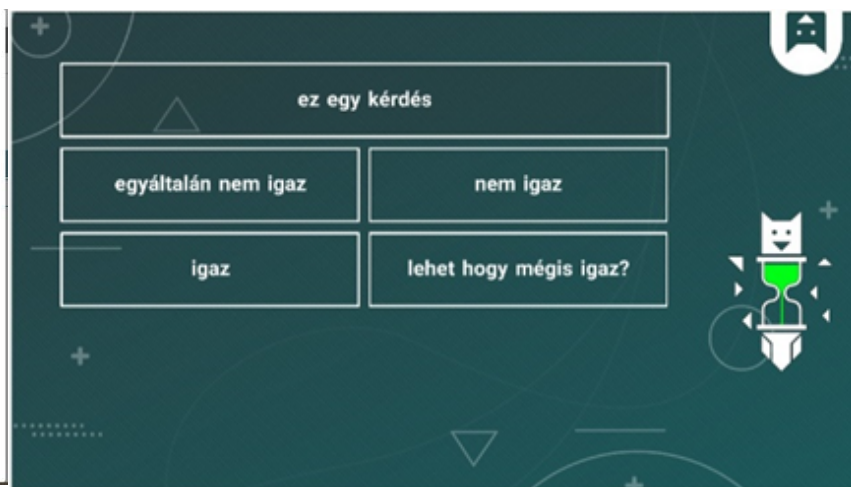 ez egy kérdés
egyáltalán nem igaz
nem igaz
igaz
lehet hogy mégis igaz?